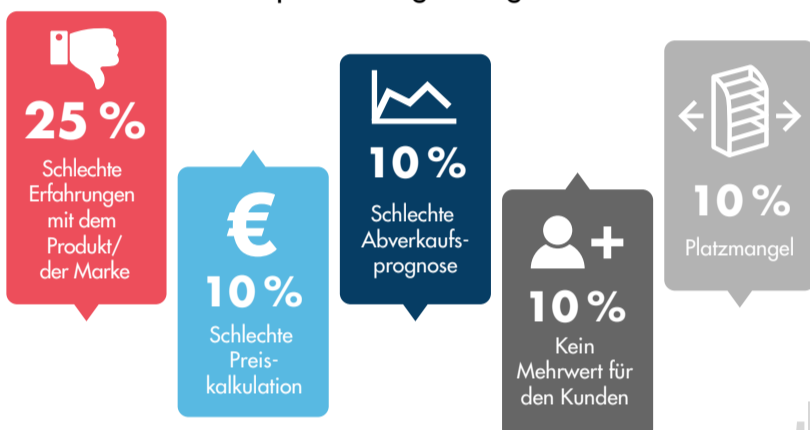 25 %
Schlechte
Erfahrungen
mit dem
Produkt/
der Marke
€
10 %
Schlechte
Preis-
kalkulation
10 %
Schlechte
Abverkaufs-
prognose
10 %
Kein
Mehrwert für
den Kunden
10 %
Platzmangel